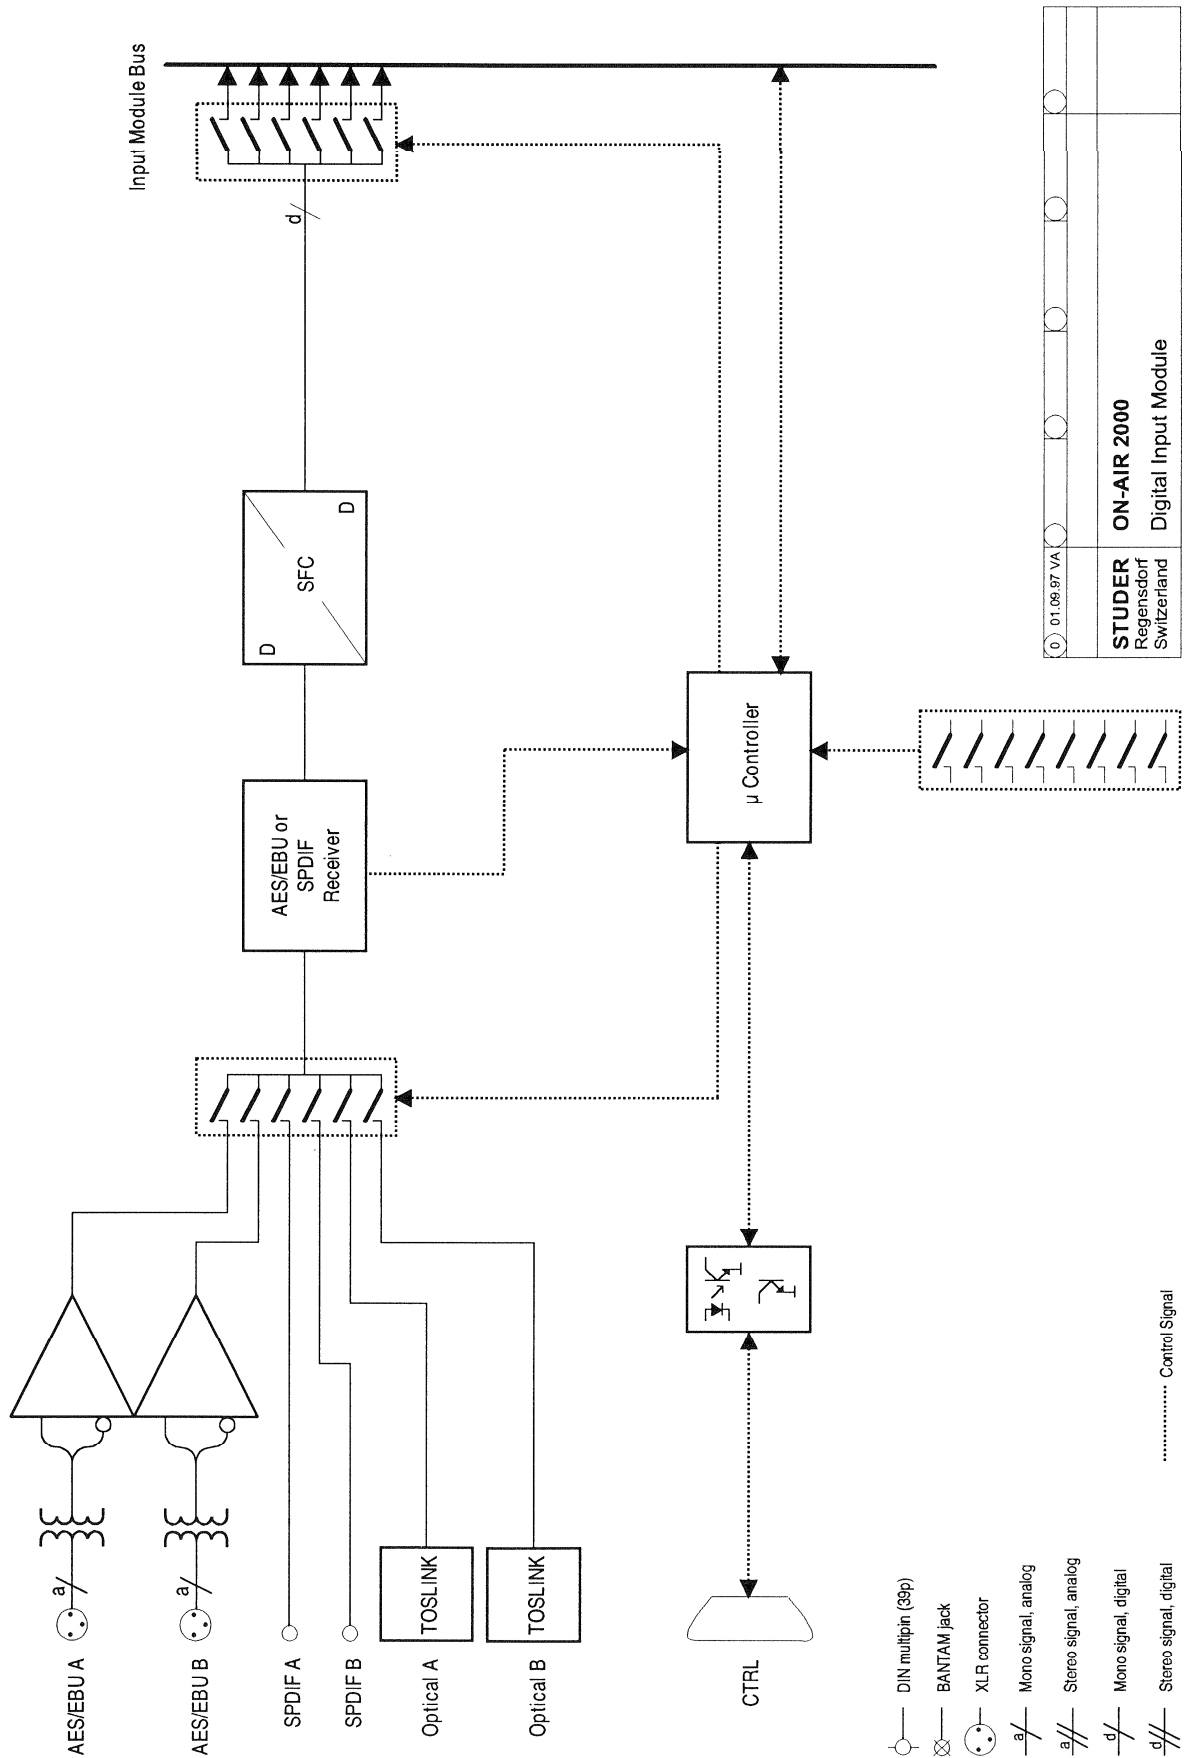 AES/EBU A
a
AES/EBU B
a
SPDIF A
SPDIF B
Optical A
TOSLINK
Optical B
TOSLINK
AES/EBU or
SPDIF
Receiver
D
SFC
D
d
Input Module Bus
CTRL
µ Controller
DIN multipin (39p)
BANTAM jack
XLR connector
a
Mono signal, analog
a
Stereo signal, analog
d
Mono signal, digital
d
Stereo signal, digital
Control Signal
0 01.09.97 VA
STUDER
Regensdorf
Switzerland
ON-AIR 2000
Digital Input Module